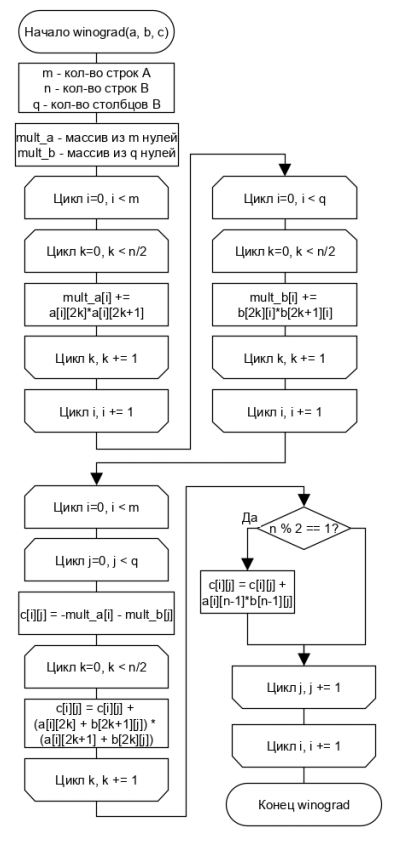 Начало winograd(a, b, c)
m - кол-во строк A
n - кол-во строк B
q - кол-во столбцов B
mult_a - массив из m нулей
mult_b - массив из q нулей
Цикл i=0, i < m
Цикл k=0, k < n/2
mult_a[i] +=
a[i][2k]*a[i][2k+1]
Цикл k, k += 1
Цикл i, i += 1
Цикл i=0, i < q
Цикл k=0, k < n/2
mult_b[i] +=
b[2k][i]*b[2k+1][i]
Цикл k, k += 1
Цикл i, i += 1
Цикл i=0, i < m
Цикл j=0, j < q
c[i][j] = -mult_a[i] - mult_b[j]
Цикл k=0, k < n/2
c[i][j] = c[i][j] +
(a[i][2k] + b[2k+1][j]) *
(a[i][2k+1] + b[2k][j])
Цикл k, k += 1
n % 2 == 1?
Да
c[i][j] = c[i][j] +
a[i][n-1]*b[n-1][j]
Цикл j, j += 1
Цикл i, i += 1
Конец winograd